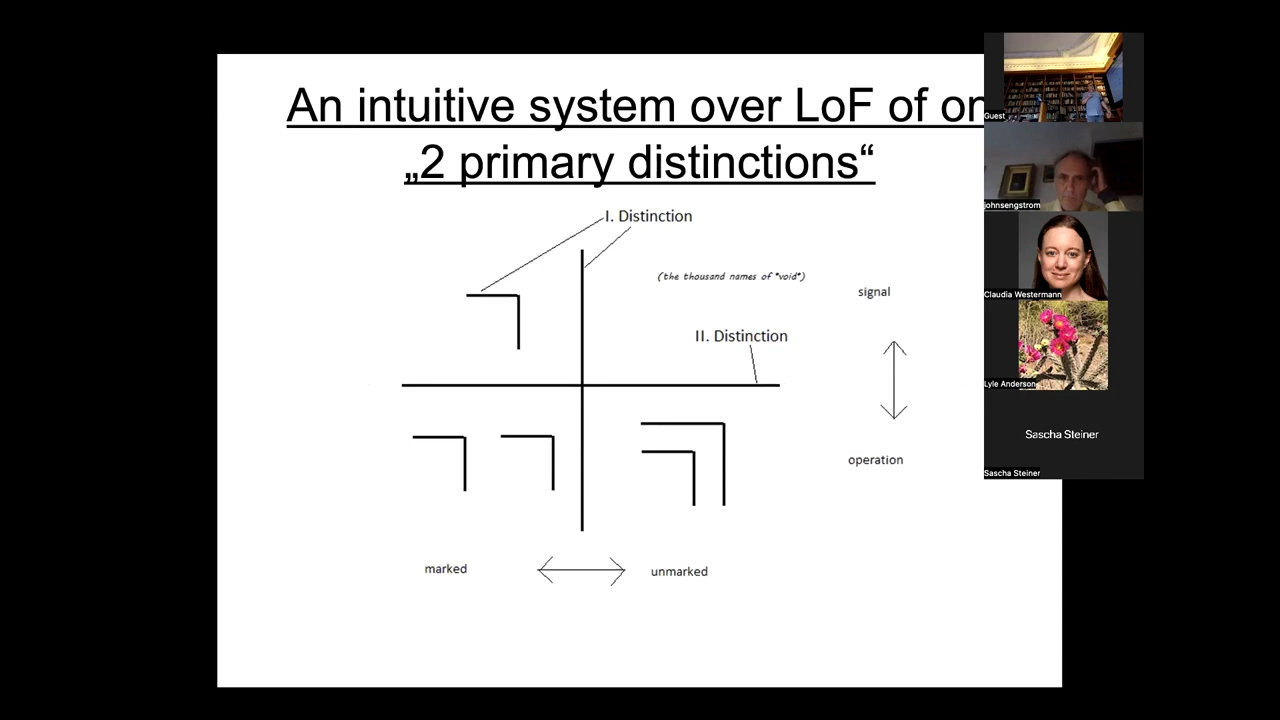 An intuitive system over LoF of on
„2 primary distinctions“
I. Distinction
(the thousand names of *void*)
signal
II. Distinction
operation
marked
unmarked
Guest
johnsengstrom
Claudia Westermann
Lyle Anderson
Sascha Steiner
Sascha Steiner